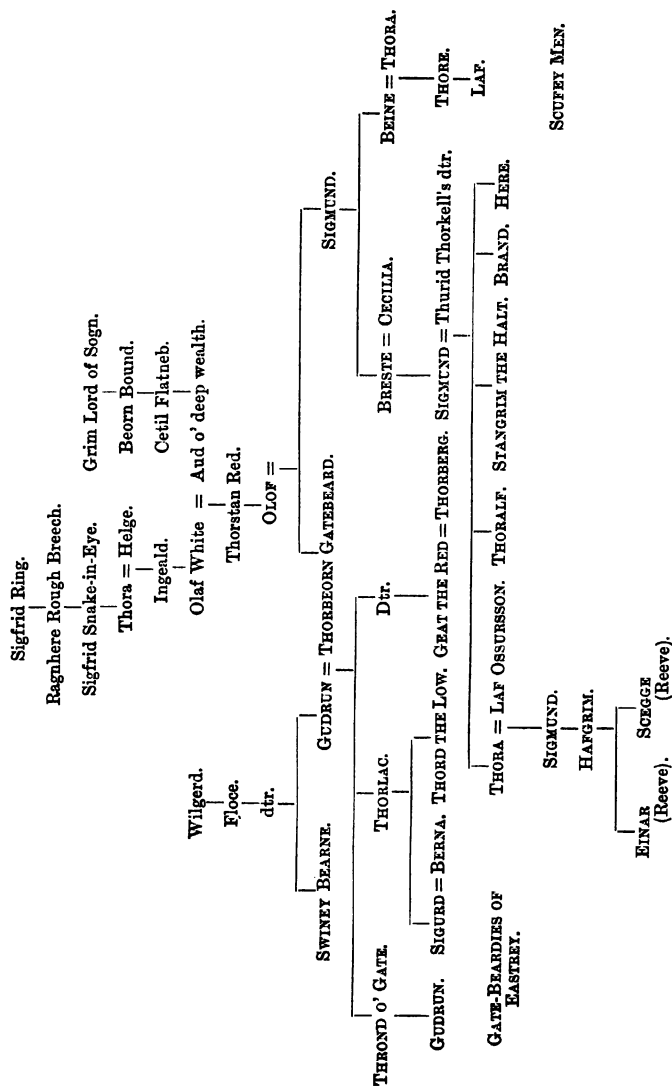 Sigfrid Ring.
Ragnhere Rough Breech.
Sigfrid Snake-in-Eye. Grim Lord of Sogn.
Thora = Helge. Beorn Bound.
Ingeald. Cetil Flatneb.
Wilgerd. Olaf White = Aud o' deep wealth.
Floce. Thorstan Red.
dtr. OLOF =
SWINEY BEARNE. GUDRUN = THORBEORN GATEBEARD. SIGMUND.
THROND O' GATE. THORLAC. Dtr. BRESTE = CECILIA. BEINE = THORA.
GUDRUN. SIGURD = BERNA. THORD THE LOW. GEAT THE RED = THORBERG. SIGMUND = Thurid Thorkell's dtr. THORE.
LAF.
GATE-BEARDIES OF
EASTREY.
THORA = LAF OSSURSSON. THORALF. STANGRIM THE HALT. BRAND. HERE.
SIGMUND.
SCUFEY MEN.
HAFGRIM.
EINAR SCEGGE
(Reeve). (Reeve).